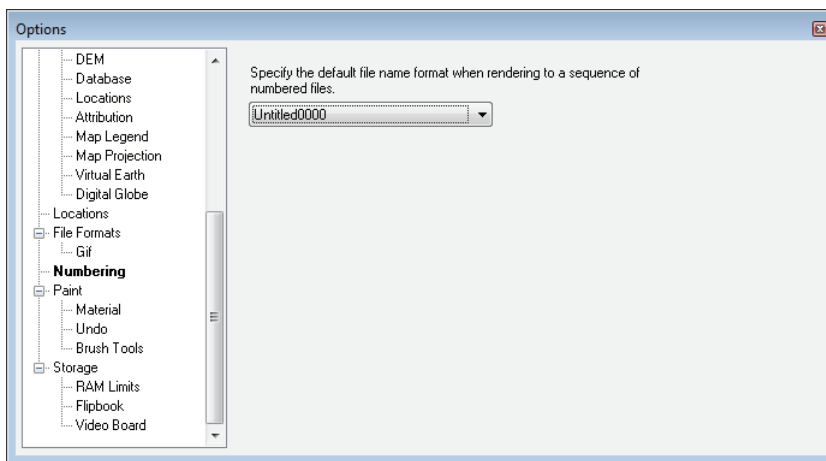 Options
DEM
Database
Locations
Attribution
Map Legend
Map Projection
Virtual Earth
Digital Globe
Locations
File Formats
Gif
Numbering
Paint
Material
Undo
Brush Tools
Storage
RAM Limits
Flipbook
Video Board
Specify the default file name format when rendering to a sequence of
numbered files.
Untitled0000